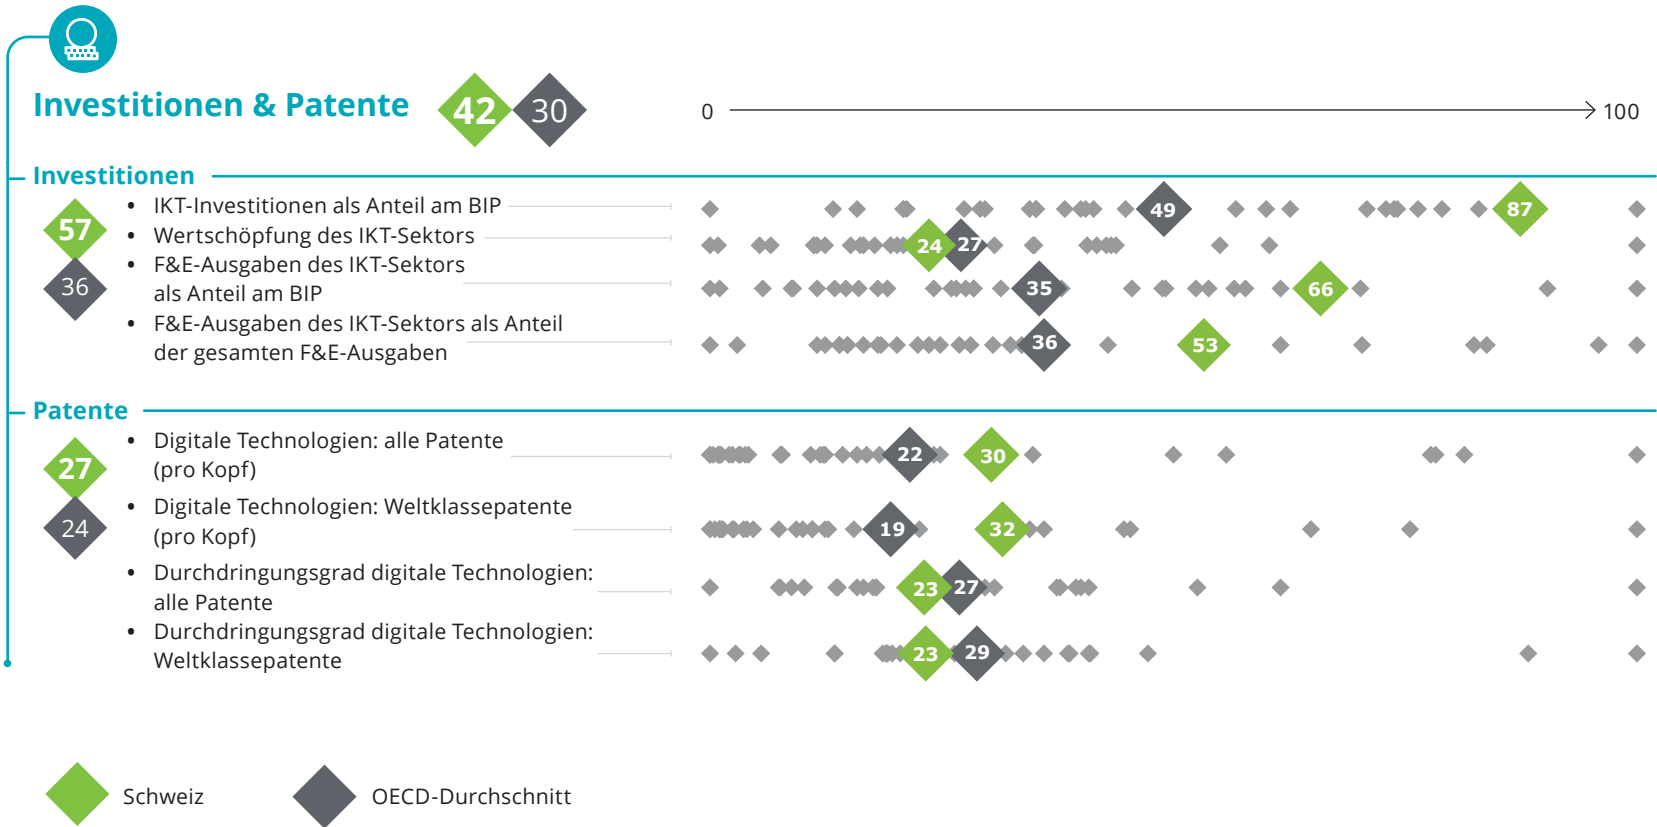 Investitionen & Patente 42 30 0 100
Investitionen
57
36
• IKT-Investitionen als Anteil am BIP 49 87
• Wertschöpfung des IKT-Sektors 24 27
• F&E-Ausgaben des IKT-Sektors
als Anteil am BIP 35 66
• F&E-Ausgaben des IKT-Sektors als Anteil
der gesamten F&E-Ausgaben 36 53
Patente
27
24
• Digitale Technologien: alle Patente
(pro Kopf) 22 30
• Digitale Technologien: Weltklassepatente
(pro Kopf) 19 32
• Durchdringungsgrad digitale Technologien:
alle Patente 23 27
• Durchdringungsgrad digitale Technologien:
Weltklassepatente 23 29
Schweiz OECD-Durchschnitt